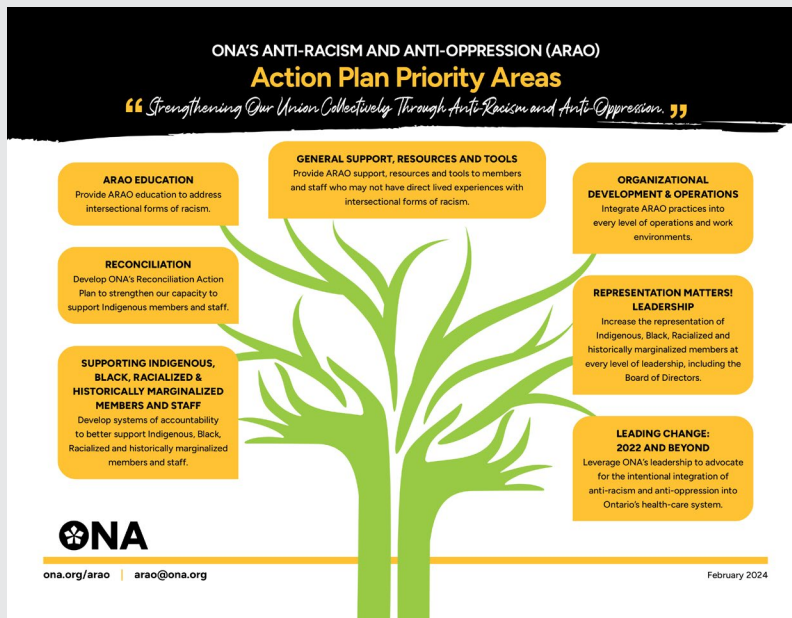 ONA'S ANTI-RACISM AND ANTI-OPPRESSION (ARAO)
Action Plan Priority Areas
“ Strengthening Our Union Collectively Through Anti-Racism and Anti-Oppression. ”
ARAO EDUCATION
Provide ARAO education to address
intersectional forms of racism.
GENERAL SUPPORT, RESOURCES AND TOOLS
Provide ARAO support, resources and tools to members
and staff who may not have direct lived experiences with
intersectional forms of racism.
ORGANIZATIONAL
DEVELOPMENT & OPERATIONS
Integrate ARAO practices into
every level of operations and work
environments.
RECONCILIATION
Develop ONA's Reconciliation Action
Plan to strengthen our capacity to
support Indigenous members and staff.
REPRESENTATION MATTERS!
LEADERSHIP
Increase the representation of
Indigenous, Black, Racialized and
historically marginalized members at
every level of leadership, including the
Board of Directors.
SUPPORTING INDIGENOUS,
BLACK, RACIALIZED &
HISTORICALLY MARGINALIZED
MEMBERS AND STAFF
Develop systems of accountability
to better support Indigenous, Black,
Racialized and historically marginalized
members and staff.
LEADING CHANGE:
2022 AND BEYOND
Leverage ONA's leadership to advocate
for the intentional integration of
anti-racism and anti-oppression into
Ontario's health-care system.
ONA
ona.org/arao | arao@ona.org
February 2024